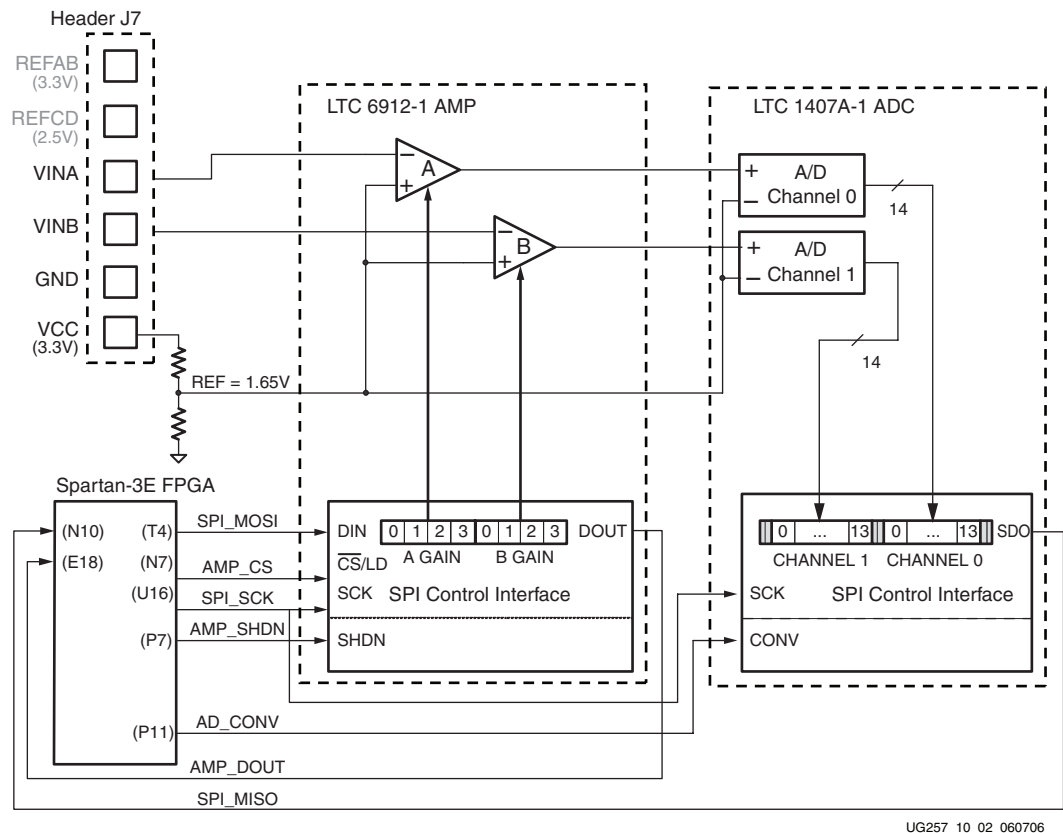 Header J7
REFAB
(3.3V)
REFCD
(2.5V)
VINA
VINB
GND
VCC
(3.3V)
LTC 6912-1 AMP
LTC 1407A-1 ADC
– A +
– B +
+ A/D
– Channel 0
14
+ A/D
– Channel 1
14
REF = 1.65V
Spartan-3E FPGA
(N10) (T4) SPI_MOSI
(E18) (N7) AMP_CS
(U16) SPI_SCK
(P7) AMP_SHDN
(P11) AD_CONV
AMP_DOUT
SPI_MISO
DIN 0 1 2 3 0 1 2 3 DOUT
A GAIN B GAIN
CS/LD
SCK SPI Control Interface
SHDN
0 ... 13 0 ... 13 SDO
CHANNEL 1 CHANNEL 0
SCK SPI Control Interface
CONV
UG257_10_02_060706